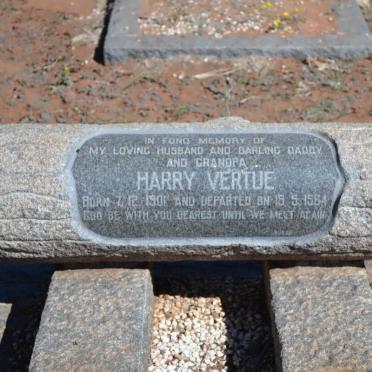 IN FOND MEMORY OF
MY LOVING HUSBAND AND DARLING DADDY
AND GRANDPA
HARRY VERTUE
BORN 7.12.1901 AND DEPARTED ON 15.5.1964
GOD BE WITH YOU DEAREST UNTIL WE MEET AGAIN